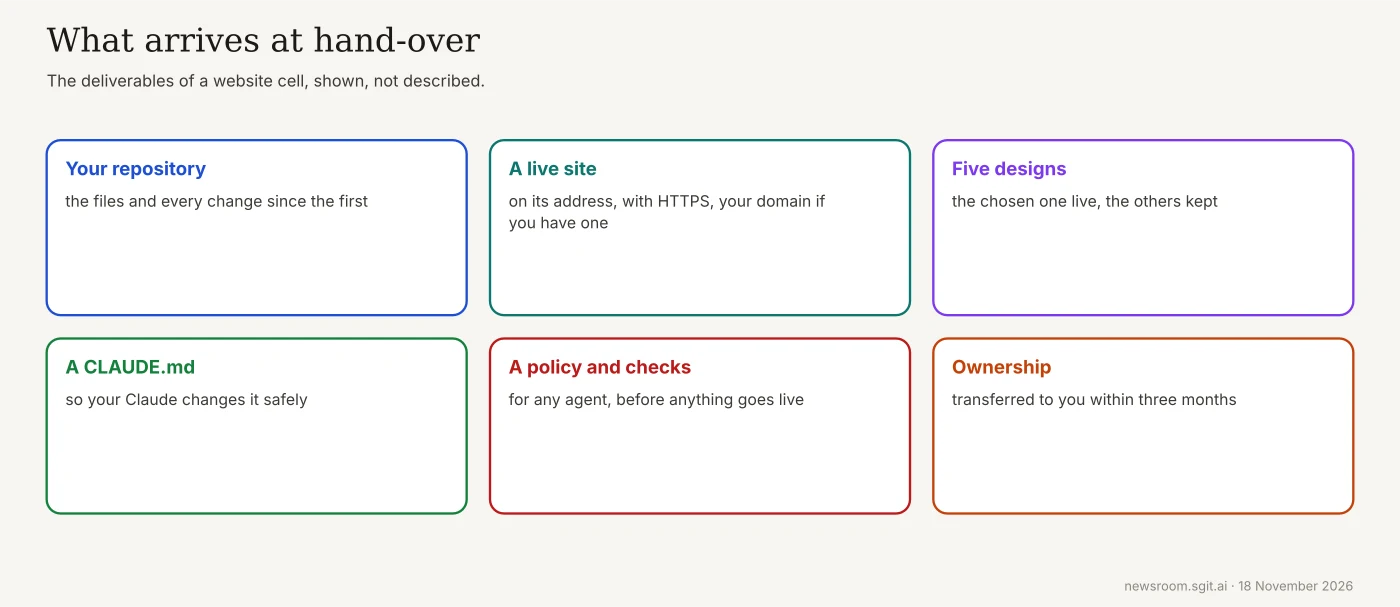 What arrives at hand-over
The deliverables of a website cell, shown, not described.
Your repository
the files and every change since the first
A live site
on its address, with HTTPS, your domain if
you have one
Five designs
the chosen one live, the others kept
A CLAUDE.md
so your Claude changes it safely
A policy and checks
for any agent, before anything goes live
Ownership
transferred to you within three months
newsroom.sgit.ai · 18 November 2026